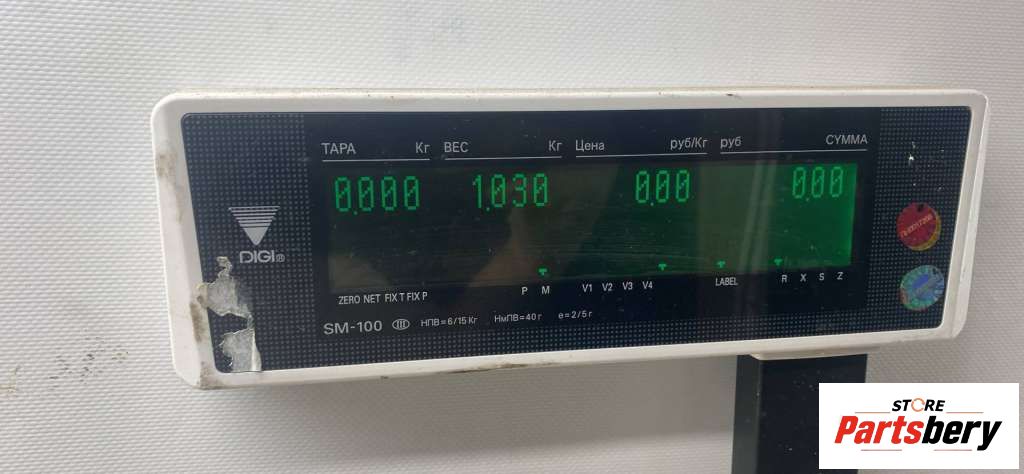 ТАРА Кг ВЕС Кг Цена руб/Кг руб СУММА
0.000 1.030 0.00 0.00
DIGI®
ZERO NET FIX T FIX P P M V1 V2 V3 V4 LABEL R X S Z
SM-100 III НПВ=6/15 Кг НмПВ=40 г e=2/5 г
STORE
Partsbery